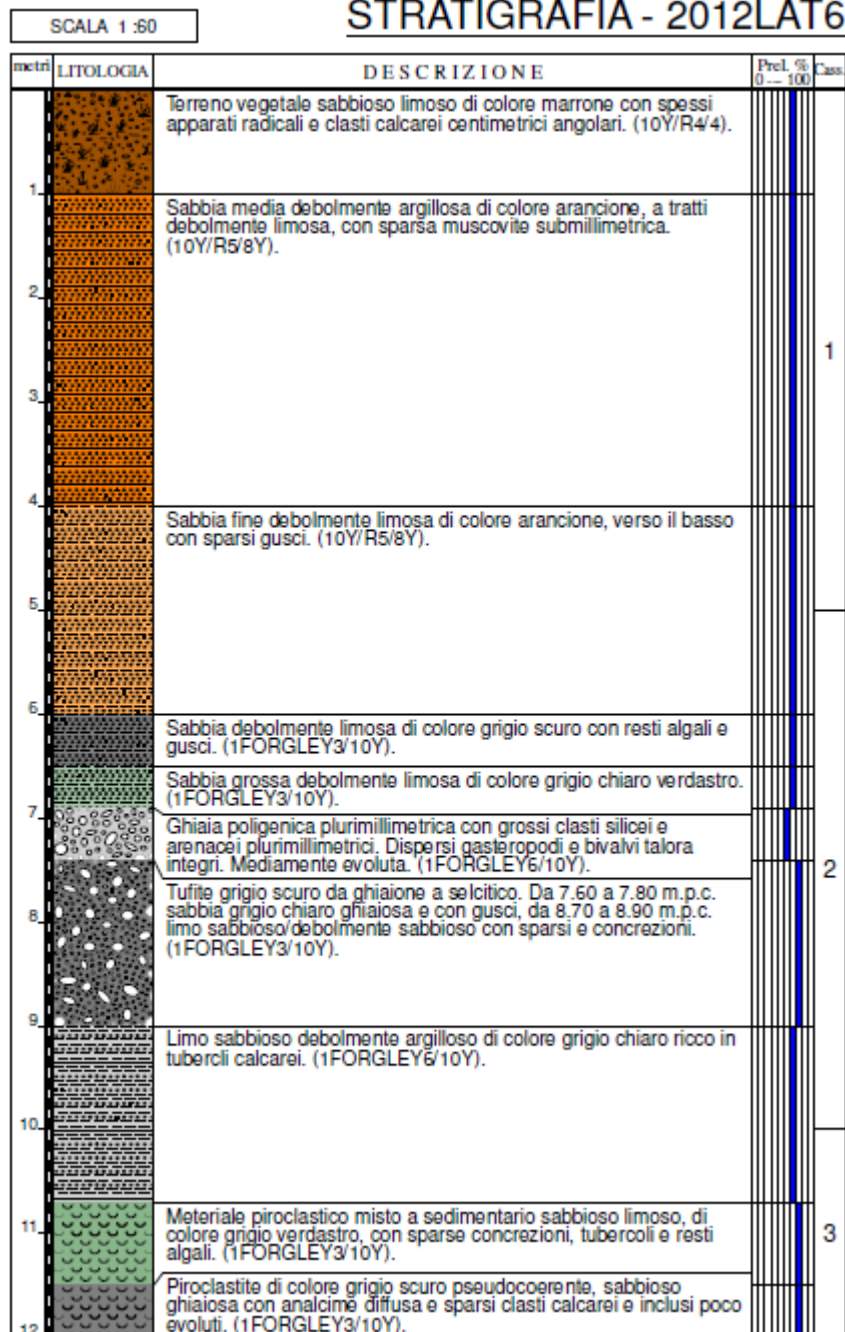 SCALA 1:60
STRATIGRAFIA - 2012LAT6
metri LITOLOGIA DESCRIZIONE Prel. % 0 --- 100 Cass.
Terreno vegetale sabbioso limoso di colore marrone con spessi
apparati radicali e clasti calcarei centimetrici angolari. (10Y/R4/4).
1
Sabbia media debolmente argillosa di colore arancione, a tratti
debolmente limosa, con sparsa muscovite submillimetrica.
(10Y/R5/8Y).
2
1
3
4
Sabbia fine debolmente limosa di colore arancione, verso il basso
con sparsi gusci. (10Y/R5/8Y).
5
6
Sabbia debolmente limosa di colore grigio scuro con resti algali e
gusci. (1FORGLEY3/10Y).
Sabbia grossa debolmente limosa di colore grigio chiaro verdastro.
(1FORGLEY3/10Y).
7
Ghiaia poligenica plurimillimetrica con grossi clasti silicei e
arenacei plurimillimetrici. Dispersi gasteropodi e bivalvi talora
integri. Mediamente evoluta. (1FORGLEY6/10Y).
2
Tufite grigio scuro da ghiaione a selcitico. Da 7.60 a 7.80 m.p.c.
sabbia grigio chiaro ghiaiosa e con gusci, da 8.70 a 8.90 m.p.c.
limo sabbioso/debolmente sabbioso con sparsi e concrezioni.
(1FORGLEY3/10Y).
8
9
Limo sabbioso debolmente argilloso di colore grigio chiaro ricco in
tubercli calcarei. (1FORGLEY6/10Y).
10
Meteriale piroclastico misto a sedimentario sabbioso limoso, di
colore grigio verdastro, con sparse concrezioni, tubercoli e resti
algali. (1FORGLEY3/10Y).
11
3
Piroclastite di colore grigio scuro pseudocoerente, sabbioso
ghiaiosa con analcime diffusa e sparsi clasti calcarei e inclusi poco
evoluti. (1FORGLEY3/10Y).
12